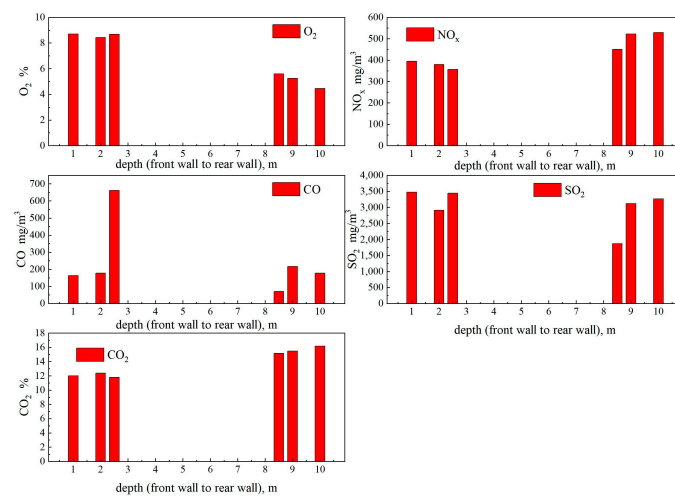 10
8
6
4
2
0
O₂ %
O₂
1 2 3 4 5 6 7 8 9 10
depth (front wall to rear wall), m
600
500
400
300
200
100
0
NOₓ mg/m³
NOₓ
1 2 3 4 5 6 7 8 9 10
depth (front wall to rear wall), m
700
600
500
400
300
200
100
0
CO mg/m³
CO
1 2 3 4 5 6 7 8 9 10
depth (front wall to rear wall), m
3,500
3,000
2,500
2,000
1,500
1,000
500
0
SO₂ mg/m³
SO₂
1 2 3 4 5 6 7 8 9 10
depth (front wall to rear wall), m
18
16
14
12
10
8
6
4
2
0
CO₂ %
CO₂
1 2 3 4 5 6 7 8 9 10
depth (front wall to rear wall), m